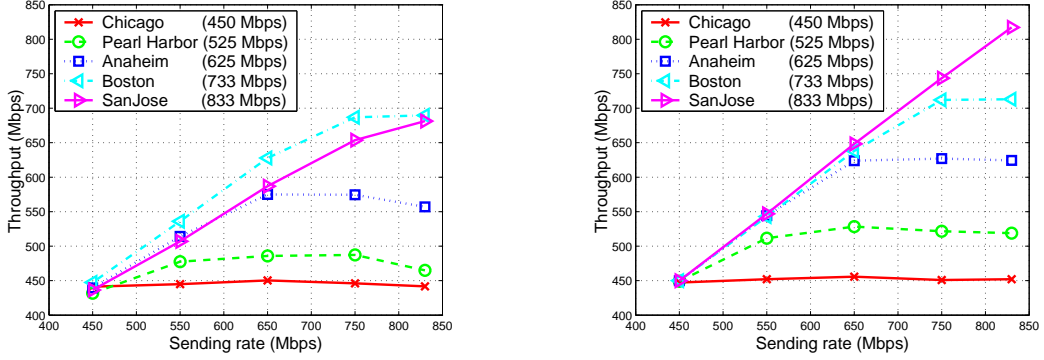 850
800
750
700
650
600
550
500
450
400
400 450 500 550 600 650 700 750 800 850
Throughput (Mbps)
Sending rate (Mbps)
Chicago (450 Mbps)
Pearl Harbor (525 Mbps)
Anaheim (625 Mbps)
Boston (733 Mbps)
SanJose (833 Mbps)
850
800
750
700
650
600
550
500
450
400
400 450 500 550 600 650 700 750 800 850
Throughput (Mbps)
Sending rate (Mbps)
Chicago (450 Mbps)
Pearl Harbor (525 Mbps)
Anaheim (625 Mbps)
Boston (733 Mbps)
SanJose (833 Mbps)